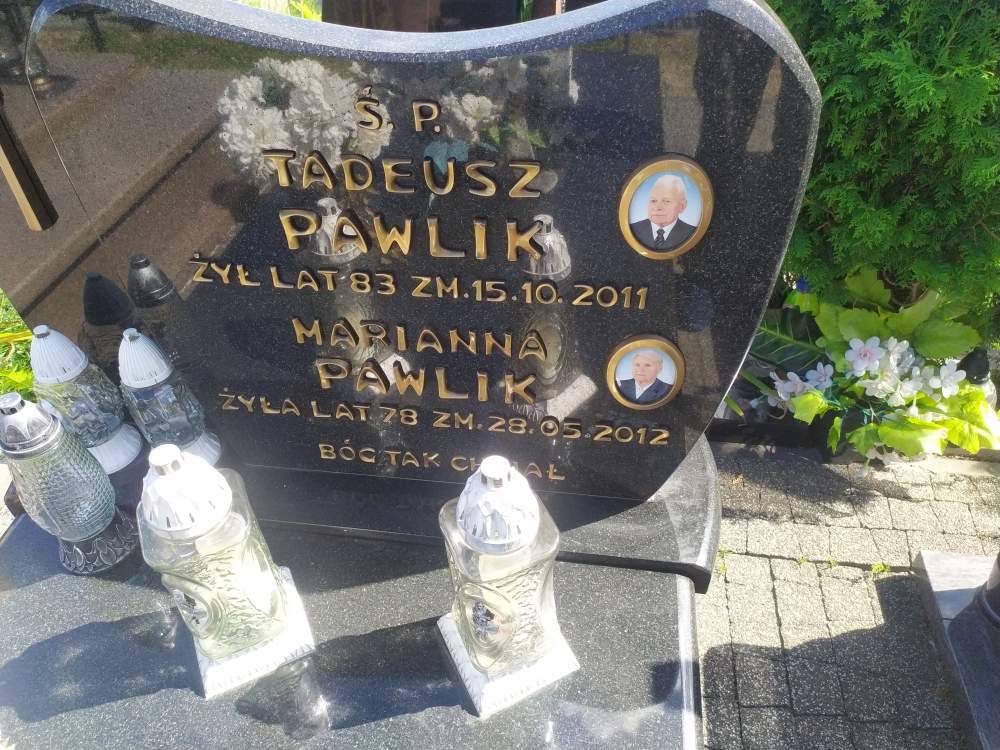 Ś. P.
TADEUSZ
PAWLIK
ŻYŁ LAT 83 ZM. 15.10.2011
MARIANNA
PAWLIK
ŻYŁA LAT 78 ZM. 28.05.2012
BÓG TAK CHCIAŁ